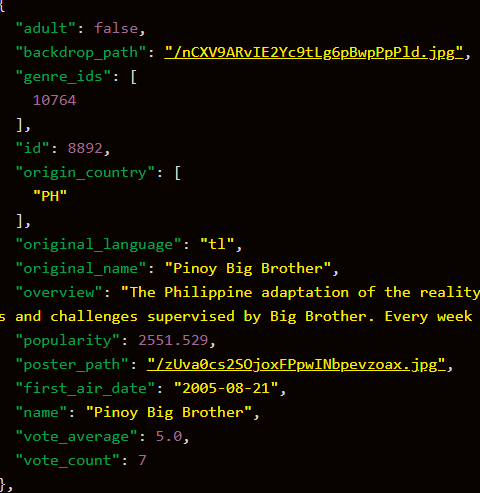 {
"adult": false,
"backdrop_path": "/nCXV9ARvIE2Yc9tLg6pBwpPpPld.jpg",
"genre_ids": [
10764
],
"id": 8892,
"origin_country": [
"PH"
],
"original_language": "tl",
"original_name": "Pinoy Big Brother",
"overview": "The Philippine adaptation of the reality
s and challenges supervised by Big Brother. Every week
"popularity": 2551.529,
"poster_path": "/zUva0cs2SOjoxFPpwINbpevzoax.jpg",
"first_air_date": "2005-08-21",
"name": "Pinoy Big Brother",
"vote_average": 5.0,
"vote_count": 7
},